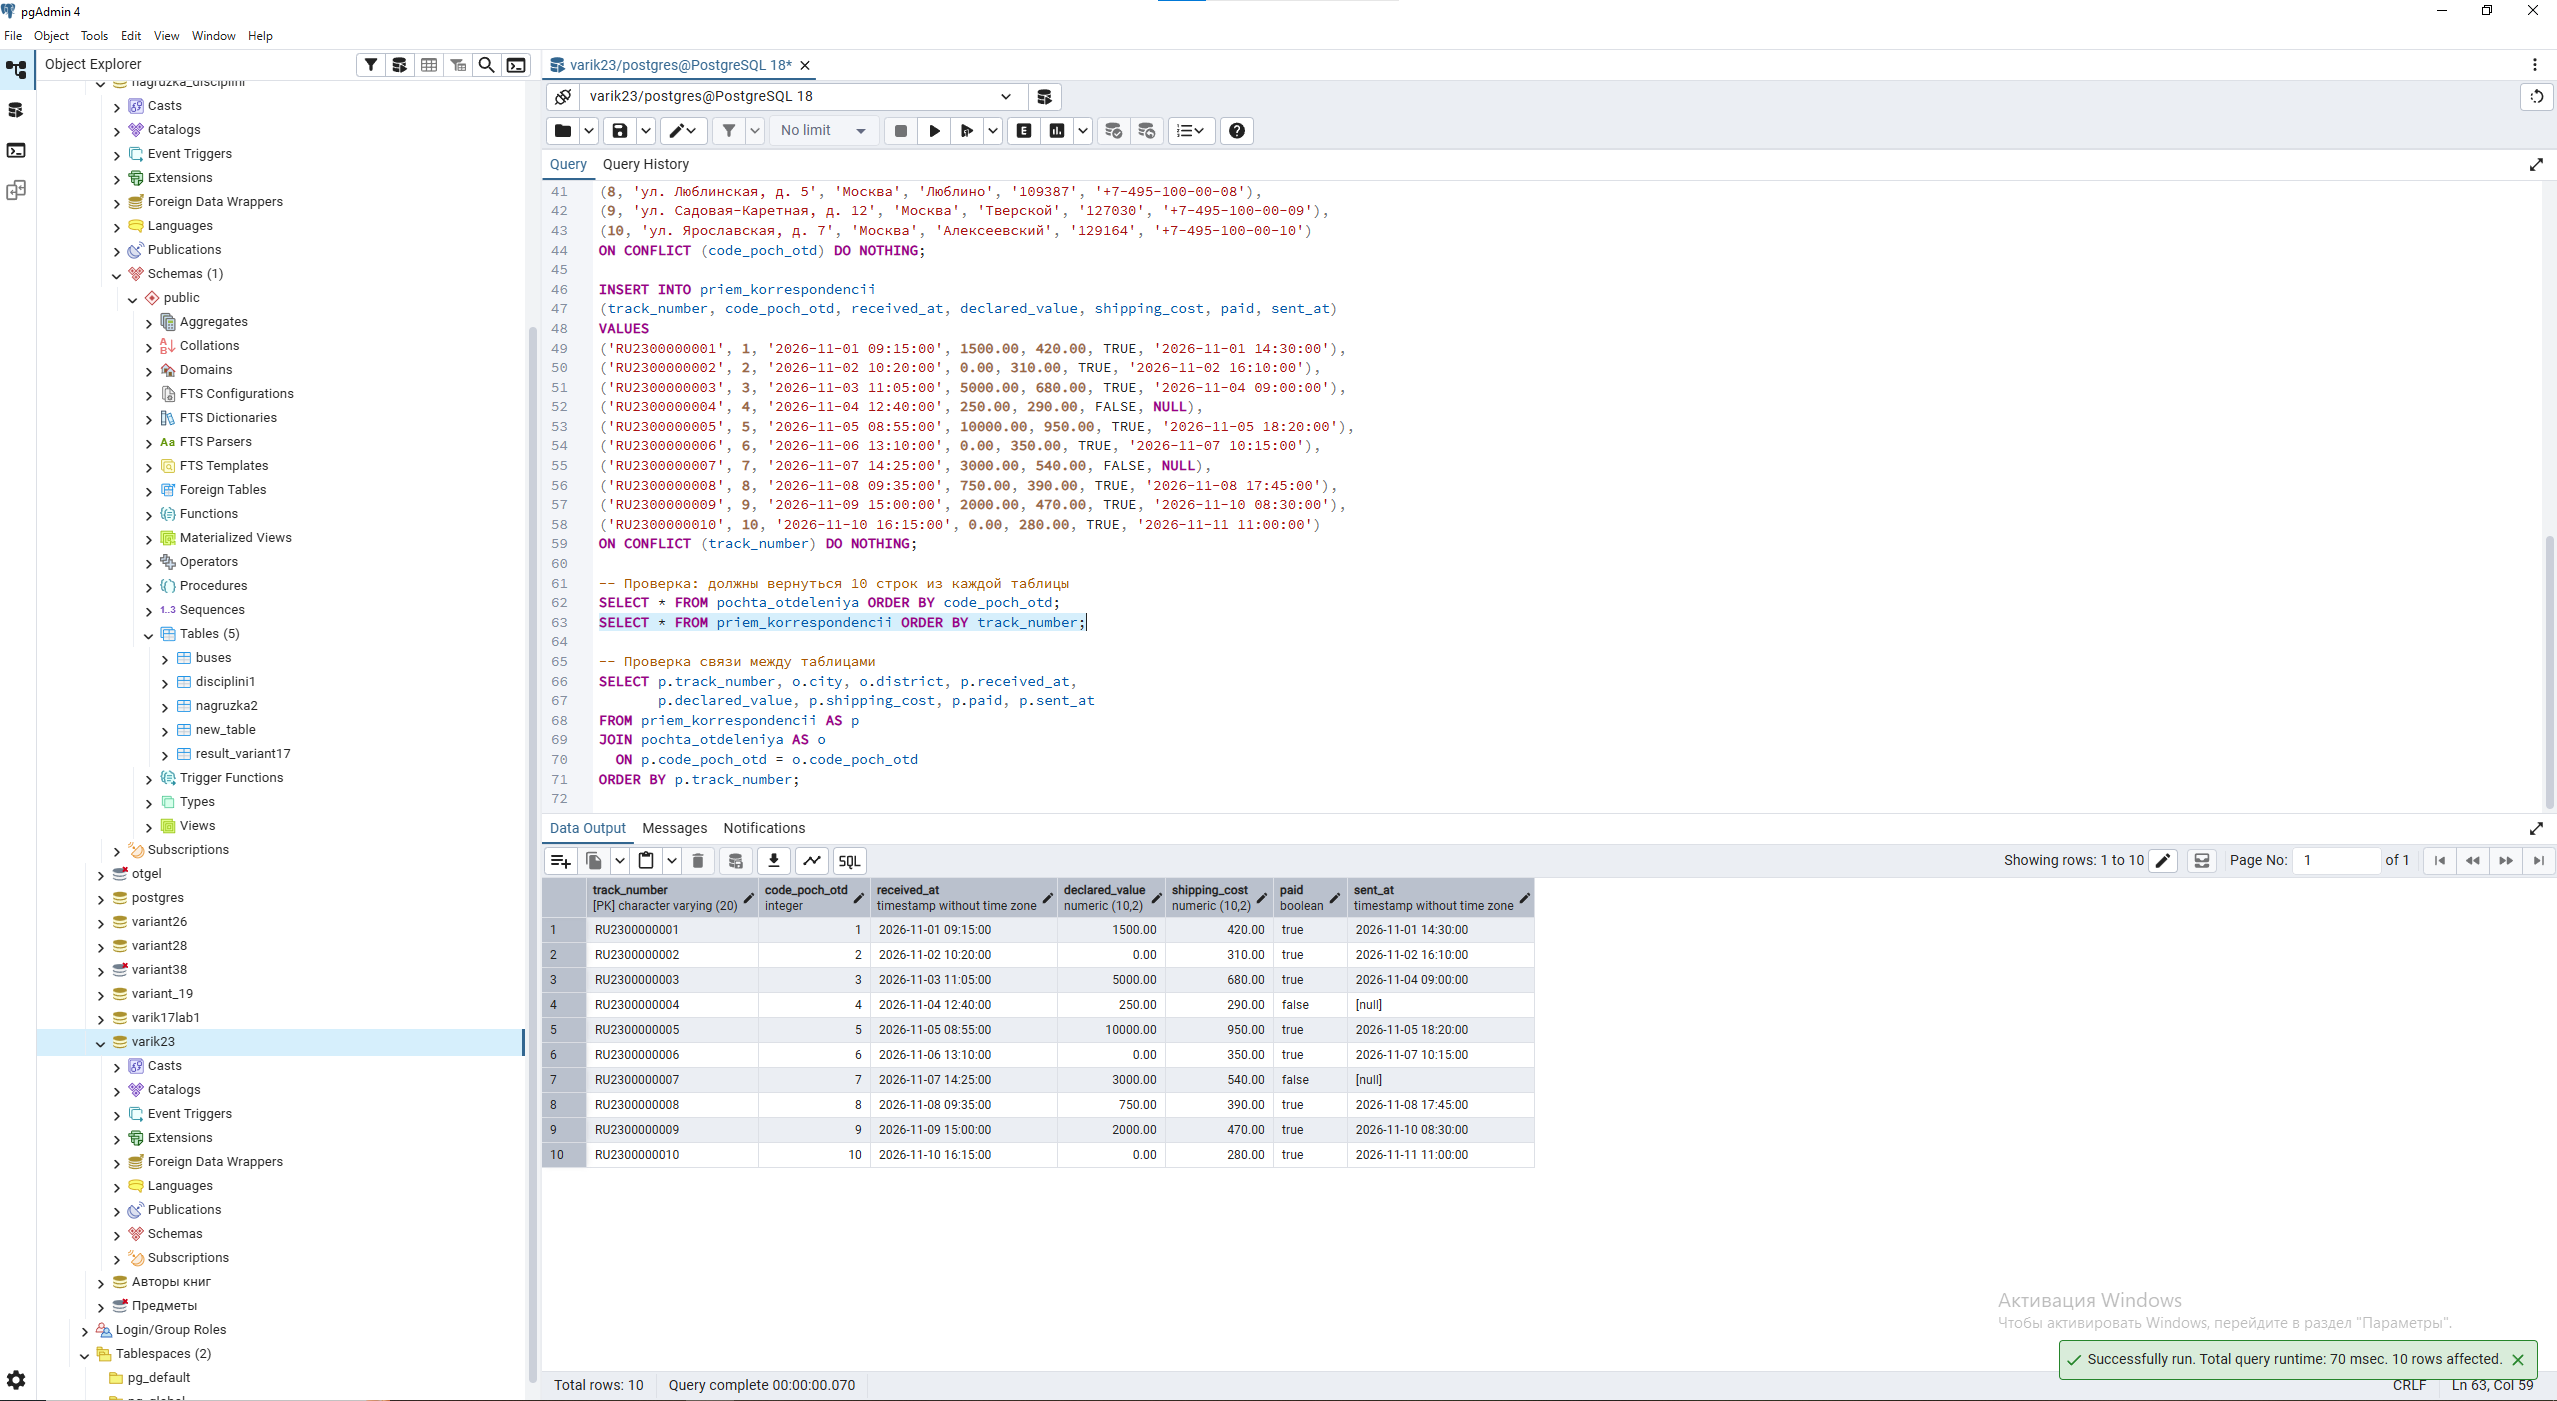 pgAdmin 4
File Object Tools Edit View Window Help
Object Explorer
nagruzka_disciplini
Casts
Catalogs
Event Triggers
Extensions
Foreign Data Wrappers
Languages
Publications
Schemas (1)
public
Aggregates
Collations
Domains
FTS Configurations
FTS Dictionaries
Aa FTS Parsers
FTS Templates
Foreign Tables
Functions
Materialized Views
Operators
Procedures
1..3 Sequences
Tables (5)
buses
disciplini1
nagruzka2
new_table
result_variant17
Trigger Functions
Types
Views
Subscriptions
otgel
postgres
variant26
variant28
variant38
variant_19
varik17lab1
varik23
Casts
Catalogs
Event Triggers
Extensions
Foreign Data Wrappers
Languages
Publications
Schemas
Subscriptions
Авторы книг
Предметы
Login/Group Roles
Tablespaces (2)
pg_default
varik23/postgres@PostgreSQL 18*
varik23/postgres@PostgreSQL 18
No limit
E
Query Query History
41 (8, 'ул. Люблинская, д. 5', 'Москва', 'Люблино', '109387', '+7-495-100-00-08'),
42 (9, 'ул. Садовая-Каретная, д. 12', 'Москва', 'Тверской', '127030', '+7-495-100-00-09'),
43 (10, 'ул. Ярославская, д. 7', 'Москва', 'Алексеевский', '129164', '+7-495-100-00-10')
44 ON CONFLICT (code_poch_otd) DO NOTHING;
45
46 INSERT INTO priem_korrespondencii
47 (track_number, code_poch_otd, received_at, declared_value, shipping_cost, paid, sent_at)
48 VALUES
49 ('RU2300000001', 1, '2026-11-01 09:15:00', 1500.00, 420.00, TRUE, '2026-11-01 14:30:00'),
50 ('RU2300000002', 2, '2026-11-02 10:20:00', 0.00, 310.00, TRUE, '2026-11-02 16:10:00'),
51 ('RU2300000003', 3, '2026-11-03 11:05:00', 5000.00, 680.00, TRUE, '2026-11-04 09:00:00'),
52 ('RU2300000004', 4, '2026-11-04 12:40:00', 250.00, 290.00, FALSE, NULL),
53 ('RU2300000005', 5, '2026-11-05 08:55:00', 10000.00, 950.00, TRUE, '2026-11-05 18:20:00'),
54 ('RU2300000006', 6, '2026-11-06 13:10:00', 0.00, 350.00, TRUE, '2026-11-07 10:15:00'),
55 ('RU2300000007', 7, '2026-11-07 14:25:00', 3000.00, 540.00, FALSE, NULL),
56 ('RU2300000008', 8, '2026-11-08 09:35:00', 750.00, 390.00, TRUE, '2026-11-08 17:45:00'),
57 ('RU2300000009', 9, '2026-11-09 15:00:00', 2000.00, 470.00, TRUE, '2026-11-10 08:30:00'),
58 ('RU2300000010', 10, '2026-11-10 16:15:00', 0.00, 280.00, TRUE, '2026-11-11 11:00:00')
59 ON CONFLICT (track_number) DO NOTHING;
60
61 -- Проверка: должны вернуться 10 строк из каждой таблицы
62 SELECT * FROM pochta_otdeleniya ORDER BY code_poch_otd;
63 SELECT * FROM priem_korrespondencii ORDER BY track_number;
64
65 -- Проверка связи между таблицами
66 SELECT p.track_number, o.city, o.district, p.received_at,
67 p.declared_value, p.shipping_cost, p.paid, p.sent_at
68 FROM priem_korrespondencii AS p
69 JOIN pochta_otdeleniya AS o
70 ON p.code_poch_otd = o.code_poch_otd
71 ORDER BY p.track_number;
72
Data Output Messages Notifications
SQL Showing rows: 1 to 10 Page No: 1 of 1
track_number code_poch_otd received_at declared_value shipping_cost paid sent_at
[PK] character varying (20) integer timestamp without time zone numeric (10,2) numeric (10,2) boolean timestamp without time zone
1 RU2300000001 1 2026-11-01 09:15:00 1500.00 420.00 true 2026-11-01 14:30:00
2 RU2300000002 2 2026-11-02 10:20:00 0.00 310.00 true 2026-11-02 16:10:00
3 RU2300000003 3 2026-11-03 11:05:00 5000.00 680.00 true 2026-11-04 09:00:00
4 RU2300000004 4 2026-11-04 12:40:00 250.00 290.00 false [null]
5 RU2300000005 5 2026-11-05 08:55:00 10000.00 950.00 true 2026-11-05 18:20:00
6 RU2300000006 6 2026-11-06 13:10:00 0.00 350.00 true 2026-11-07 10:15:00
7 RU2300000007 7 2026-11-07 14:25:00 3000.00 540.00 false [null]
8 RU2300000008 8 2026-11-08 09:35:00 750.00 390.00 true 2026-11-08 17:45:00
9 RU2300000009 9 2026-11-09 15:00:00 2000.00 470.00 true 2026-11-10 08:30:00
10 RU2300000010 10 2026-11-10 16:15:00 0.00 280.00 true 2026-11-11 11:00:00
Активация Windows
Чтобы активировать Windows, перейдите в раздел "Параметры".
Successfully run. Total query runtime: 70 msec. 10 rows affected.
Total rows: 10 Query complete 00:00:00.070 CRLF Ln 63, Col 59